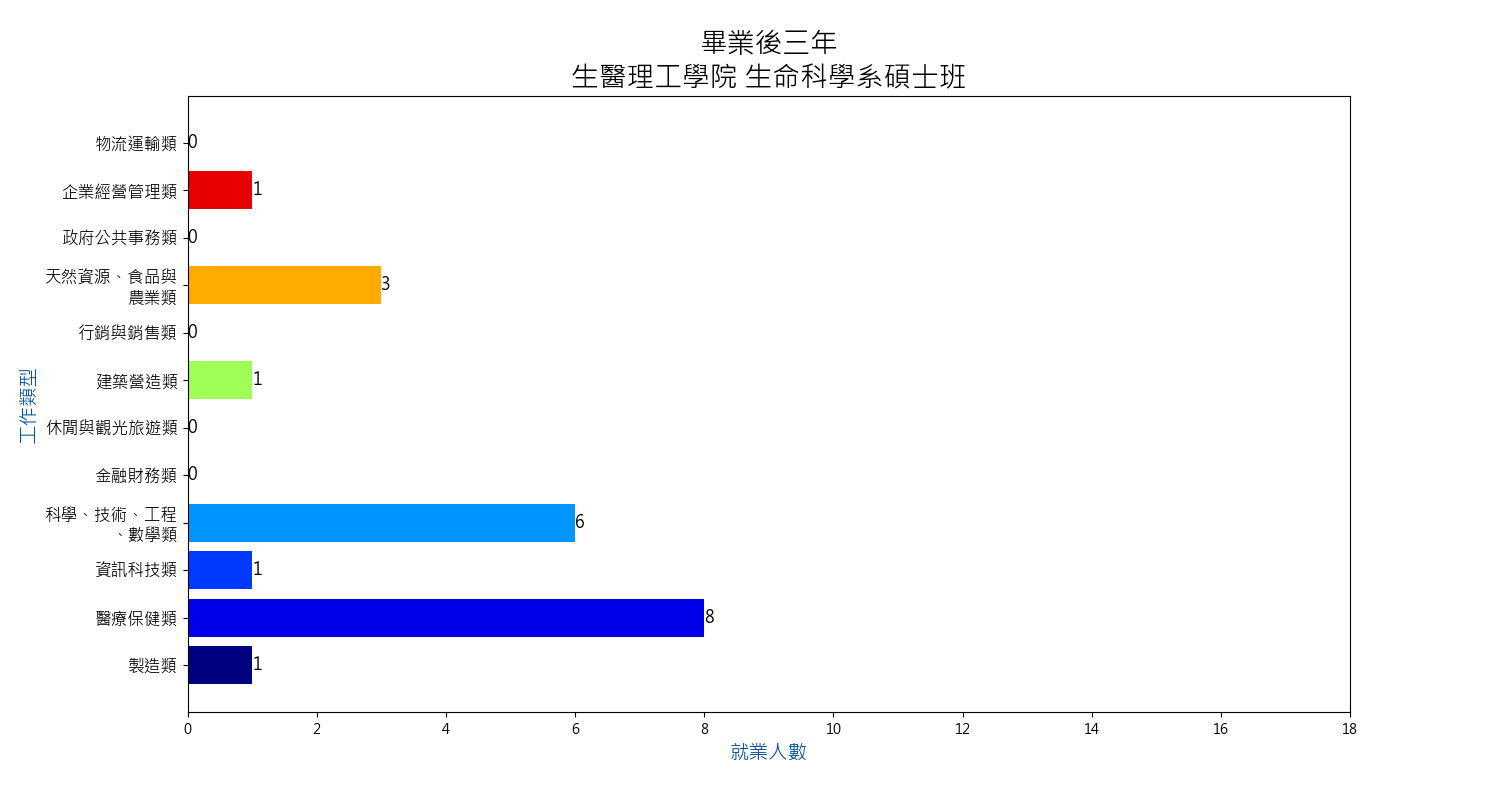 畢業後三年
生醫理工學院 生命科學系碩士班
物流運輸類
0
企業經營管理類
1
政府公共事務類
0
天然資源、食品與
農業類
3
行銷與銷售類
0
建築營造類
1
休閒與觀光旅遊類
0
金融財務類
0
科學、技術、工程
、數學類
6
資訊科技類
1
醫療保健類
8
製造類
1
工作類型
0 2 4 6 8 10 12 14 16 18
就業人數